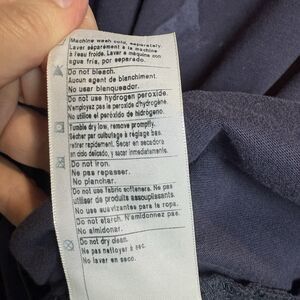 Machine wash cold, separately.
Laver séparément à la machine
à l'eau froide. Lavar a máquina con
agua fría, por separado.
Do not bleach.
Aucun agent de blanchiment.
No usar blanqueador.
Do not use hydrogen peroxide.
N'employez pas le peroxyde d'hydrogène.
No utilice el peróxido de hidrógeno.
Tumble dry low, remove promptly.
Sécher par culbutage à réglage bas,
retirer rapidement. Secar en secadora
en ciclo delicado, y sacar inmediatamente.
Do not iron.
Ne pas repasser.
No planchar.
Do not use fabric softeners. Ne pas
utiliser de produits assouplissants.
No use suavizantes para la ropa.
Do not starch. N'amidonnez pas.
No almidonar.
Do not dry clean.
Ne pas nettoyer à sec.
No lavar en seco.